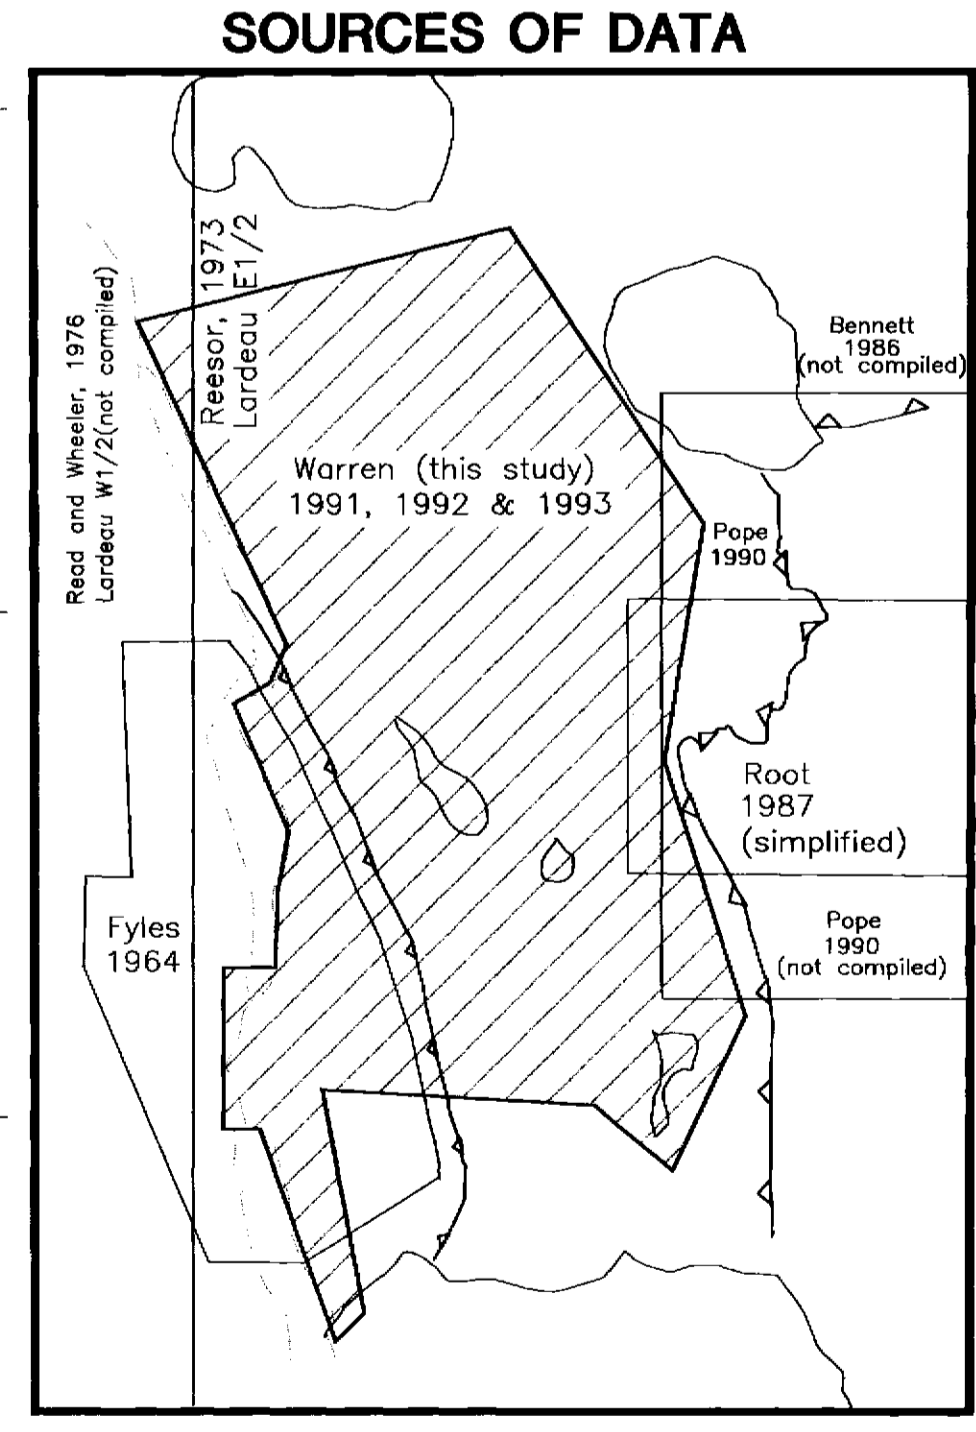 SOURCES OF DATA
Read and Wheeler, 1976
Lardeau W1/2(not compiled)
Reesor, 1973
Lardeau E1/2
Bennett
1986
(not compiled)
Warren (this study)
1991, 1992 & 1993
Pope
1990
Root
1987
(simplified)
Fyles
1964
Pope
1990
(not compiled)